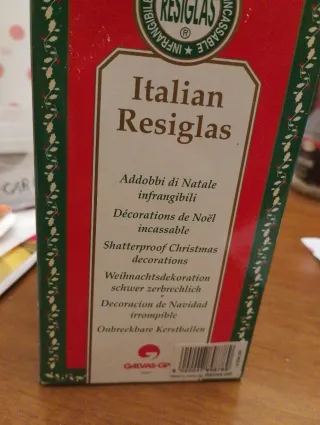 RESIGLAS
®
INFRANGIBILE
INCASSABLE
Italian
Resiglas
Addobbi di Natale
infrangibili
Décorations de Noël
incassable
Shatterproof Christmas
decorations
Weihnachtsdekoration
schwer zerbrechlich
Decoracion de Navidad
irrompible
Onbreekbare Kerstballen
GALVAS-GP